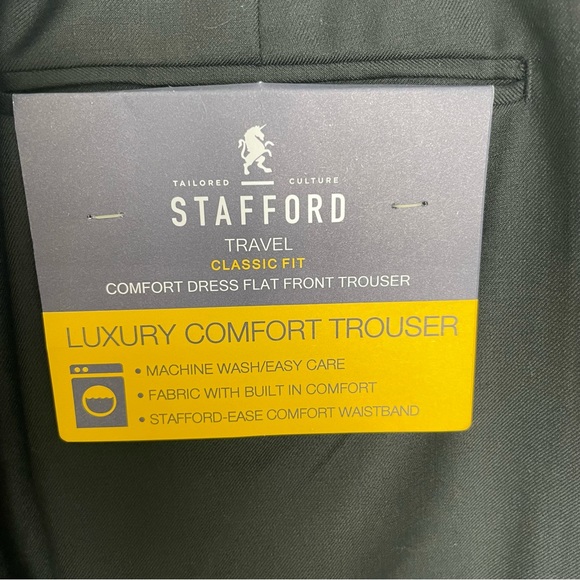 TAILORED CULTURE
STAFFORD
TRAVEL
CLASSIC FIT
COMFORT DRESS FLAT FRONT TROUSER
LUXURY COMFORT TROUSER
• MACHINE WASH/EASY CARE
• FABRIC WITH BUILT IN COMFORT
• STAFFORD-EASE COMFORT WAISTBAND